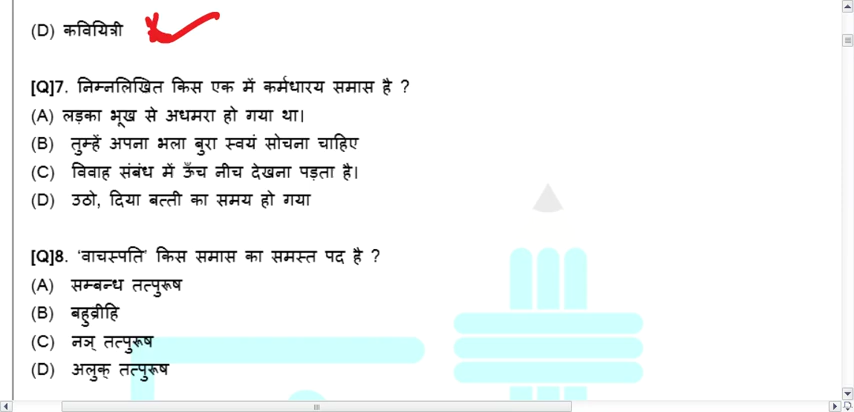 (D) कवियित्री
[Q]7. निम्नलिखित किस एक में कर्मधारय समास है ?
(A) लड़का भूख से अधमरा हो गया था।
(B) तुम्हें अपना भला बुरा स्वयं सोचना चाहिए
(C) विवाह संबंध में ऊँच नीच देखना पड़ता है।
(D) उठो, दिया बत्ती का समय हो गया
[Q]8. 'वाचस्पति' किस समास का समस्त पद है ?
(A) सम्बन्ध तत्पुरूष
(B) बहुव्रीहि
(C) नञ् तत्पुरूष
(D) अलुक् तत्पुरूष